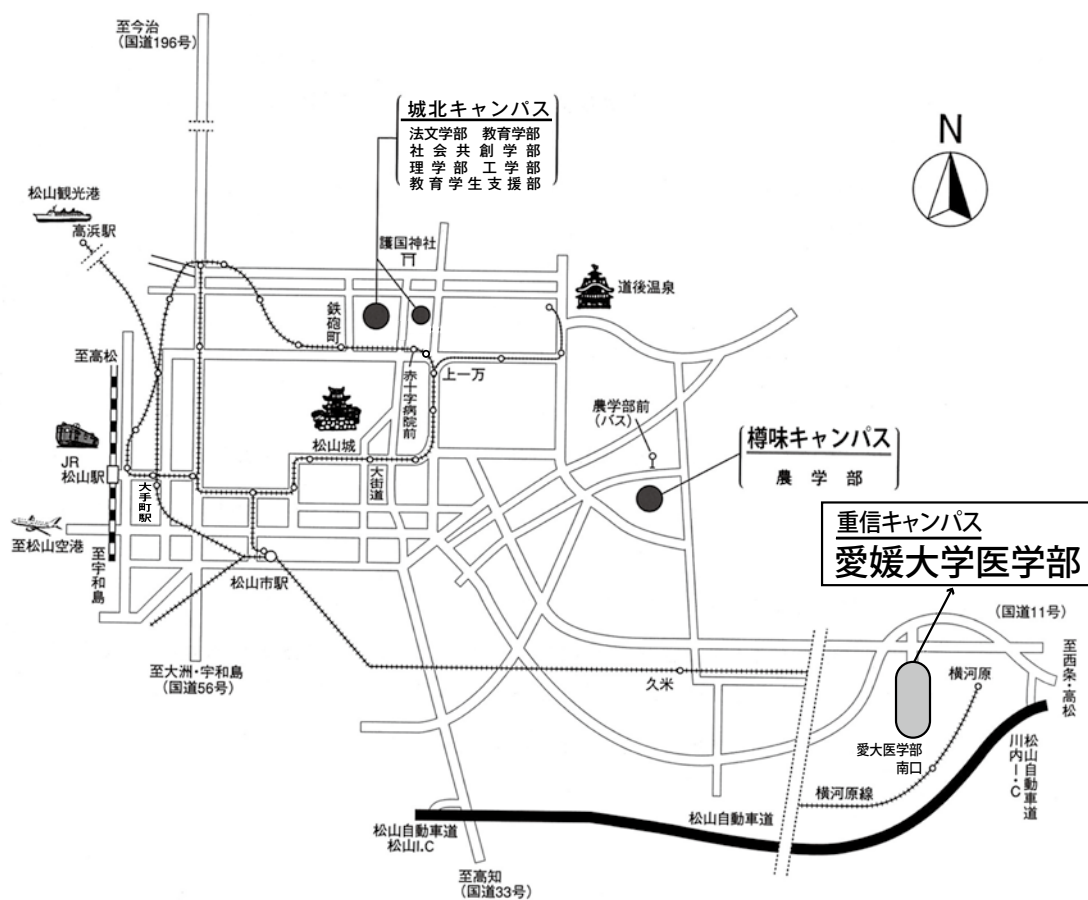 至今治
（国道196号）
城北キャンパス
法文学部　教育学部
社会共創学部
理学部　工学部
教育学生支援部
N
松山観光港
高浜駅
護国神社
道後温泉
鉄砲町
至高松
赤十字病院前
上一万
農学部前
（バス）
樽味キャンパス
農学部
松山城
JR
松山駅
大手町駅
大街道
重信キャンパス
愛媛大学医学部
至松山空港
至宇和島
松山市駅
（国道11号）
至西条・高松
至大洲・宇和島
（国道56号）
久米
横河原
愛大医学部
南口
松山自動車道
川内I・C
横河原線
松山自動車道
松山自動車道
松山I.C
至高知
（国道33号）